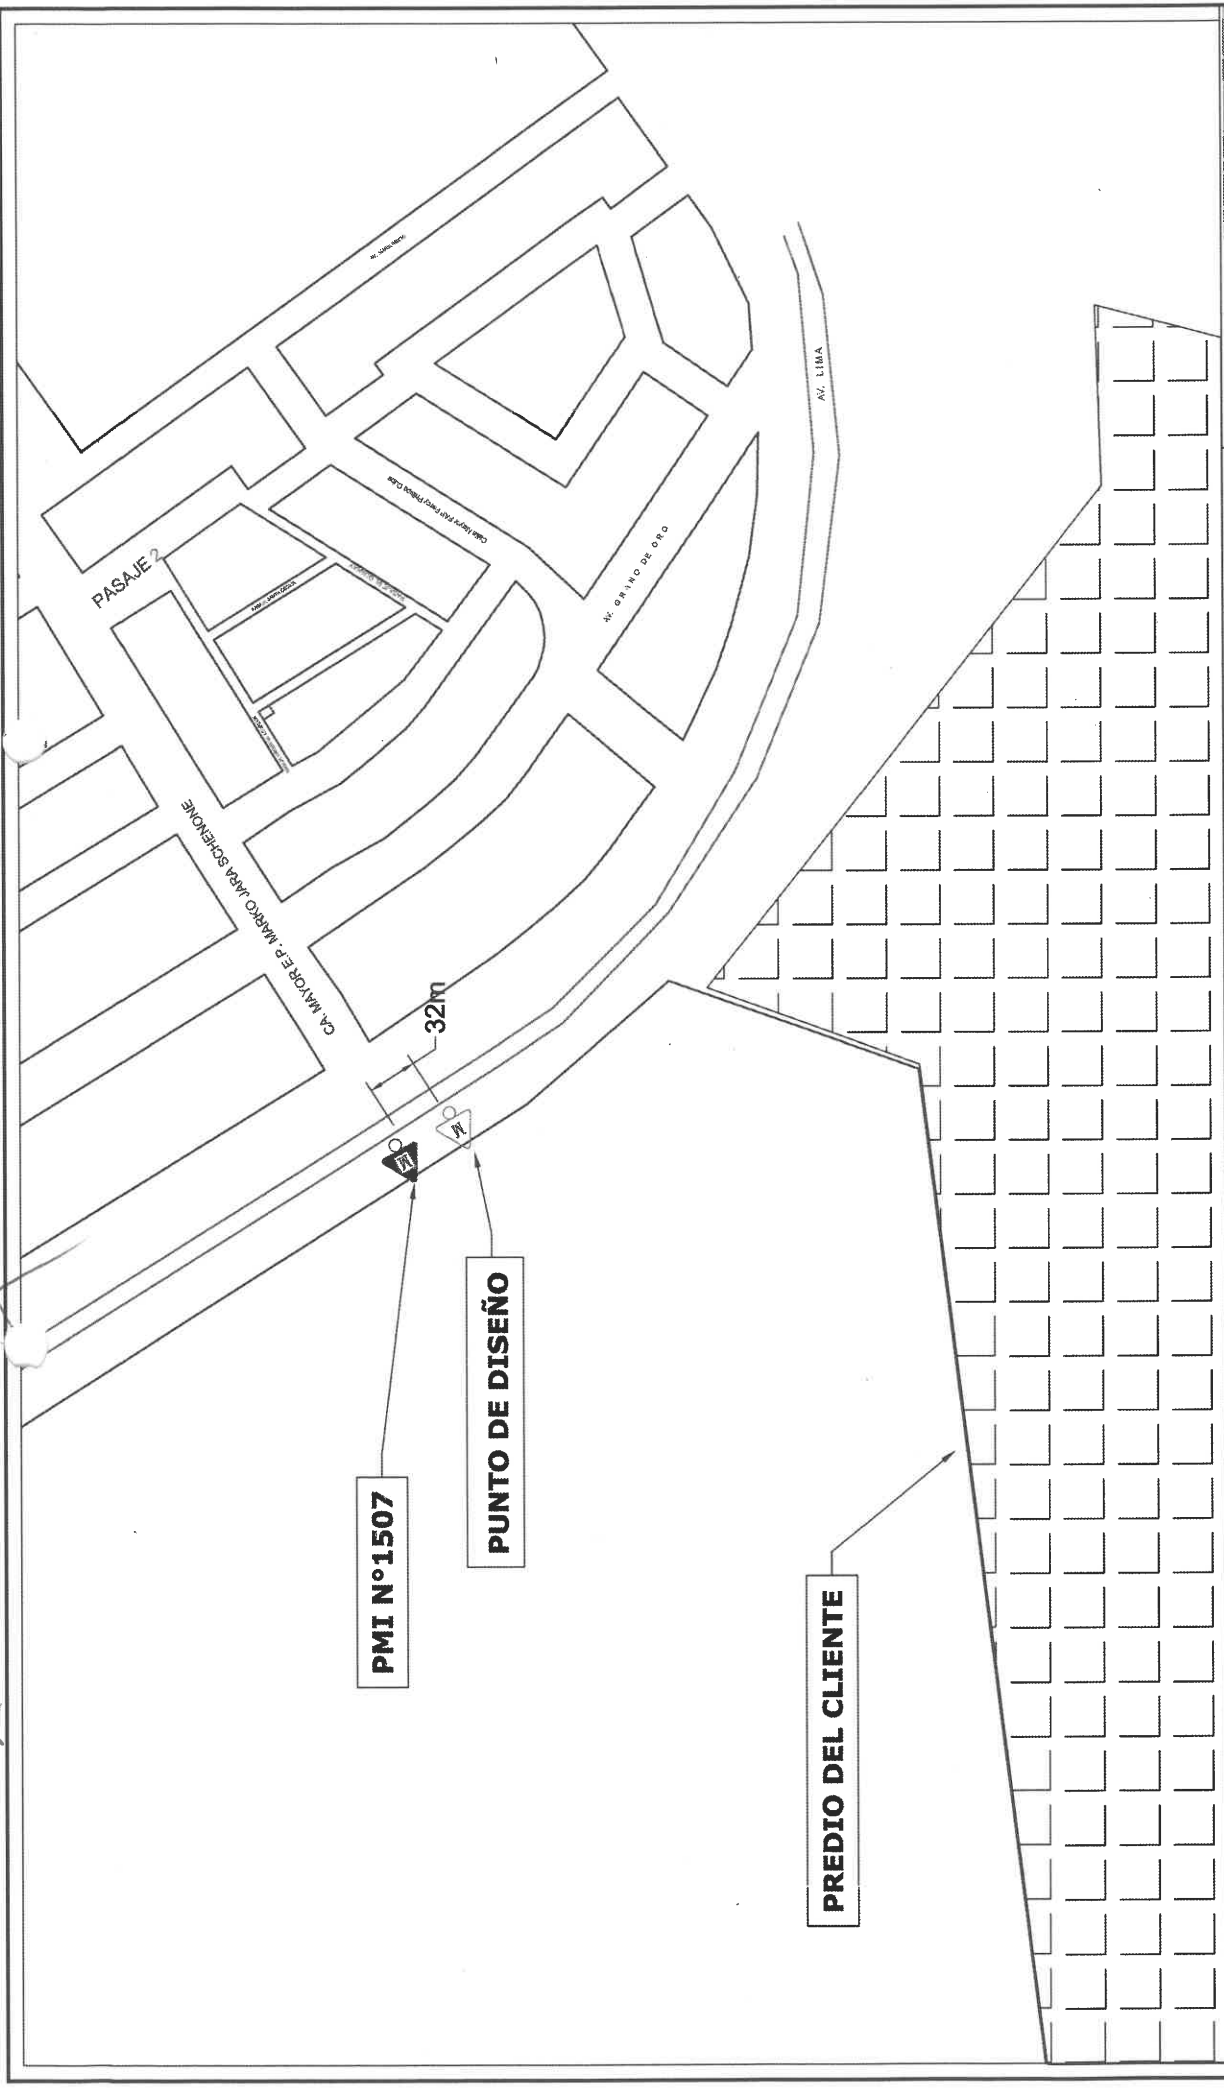 AV. LIMA
AV. GRANO DE ORO
PASAJE 2
CA. MAYOR E.P. MARKO JARA SCHENONE
32m
M
M
PMI N°1507
PUNTO DE DISEÑO
PREDIO DEL CLIENTE